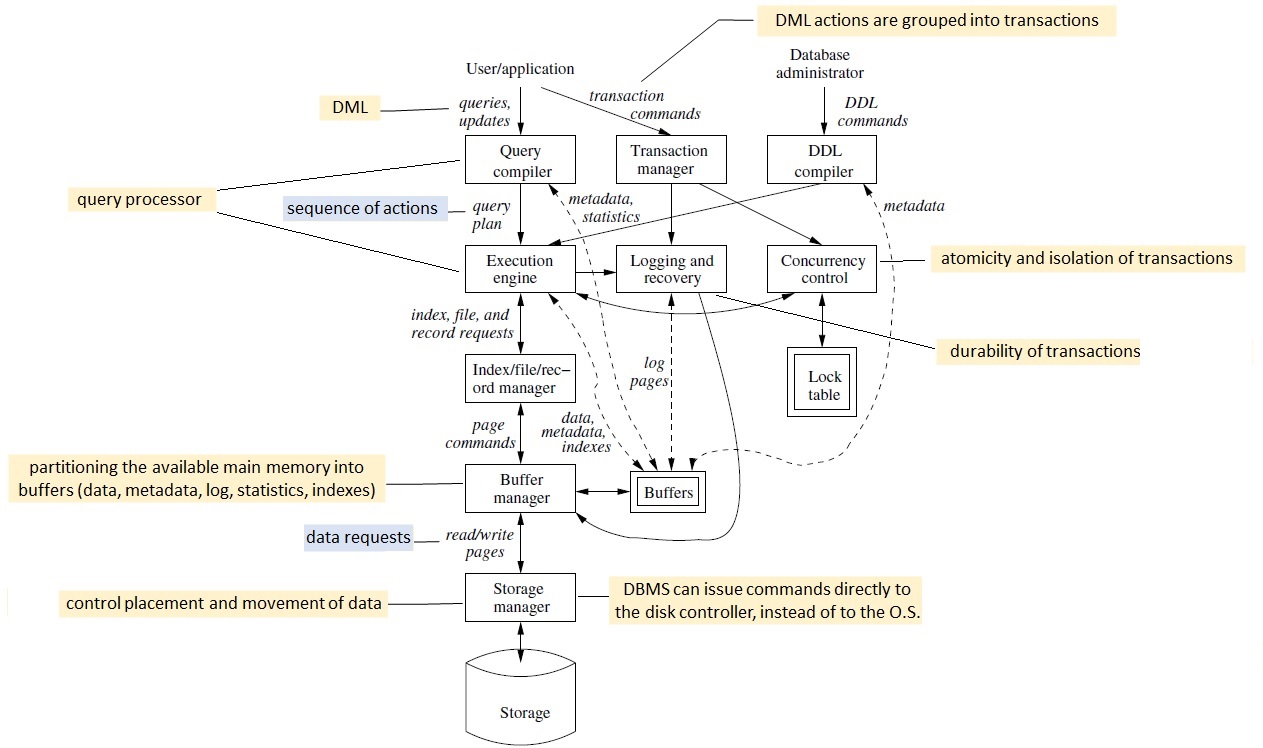 DML actions are grouped into transactions
User/application
Database
administrator
DML
queries,
updates
transaction
commands
DDL
commands
Query
compiler
Transaction
manager
DDL
compiler
query processor
sequence of actions
query
plan
metadata,
statistics
metadata
Execution
engine
Logging and
recovery
Concurrency
control
atomicity and isolation of transactions
index, file, and
record requests
durability of transactions
Index/file/rec–
ord manager
log
pages
Lock
table
page
commands
data,
metadata,
indexes
partitioning the available main memory into
buffers (data, metadata, log, statistics, indexes)
Buffer
manager
Buffers
data requests
read/write
pages
control placement and movement of data
Storage
manager
DBMS can issue commands directly to
the disk controller, instead of to the O.S.
Storage